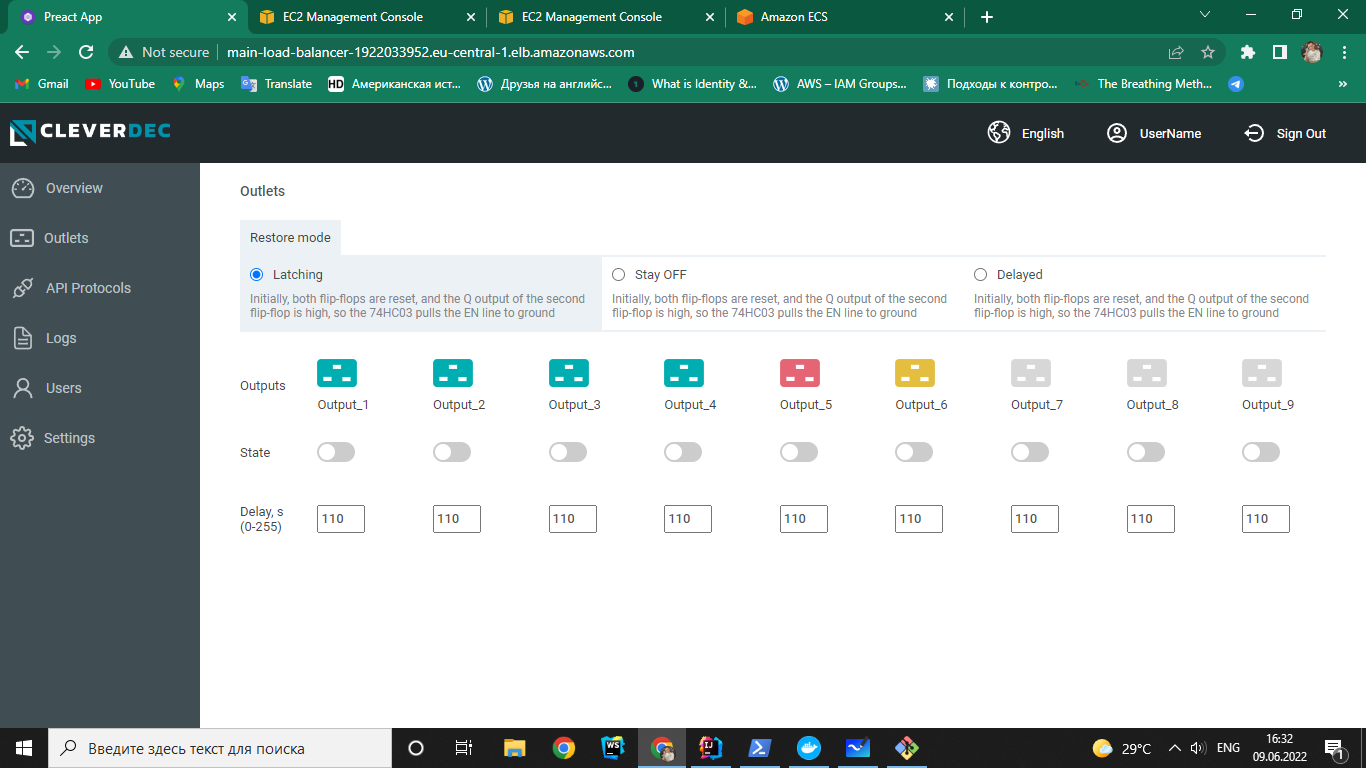 Preact App
EC2 Management Console
EC2 Management Console
Amazon ECS
Not secure
main-load-balancer-1922033952.eu-central-1.elb.amazonaws.com
Gmail
YouTube
Maps
Translate
HD
Американская ист...
Друзья на английс...
What is Identity &...
AWS – IAM Groups...
Подходы к контро...
The Breathing Meth...
»
CLEVERDEC
English
UserName
Sign Out
Overview
Outlets
API Protocols
Logs
Users
Settings
Outlets
Restore mode
Latching
Initially, both flip-flops are reset, and the Q output of the second
flip-flop is high, so the 74HC03 pulls the EN line to ground
Stay OFF
Initially, both flip-flops are reset, and the Q output of the second
flip-flop is high, so the 74HC03 pulls the EN line to ground
Delayed
Initially, both flip-flops are reset, and the Q output of the second
flip-flop is high, so the 74HC03 pulls the EN line to ground
Outputs
Output_1
Output_2
Output_3
Output_4
Output_5
Output_6
Output_7
Output_8
Output_9
State
Delay, s
(0-255)
110
110
110
110
110
110
110
110
110
Введите здесь текст для поиска
WS
IJ
29°C
ENG
16:32
09.06.2022
1